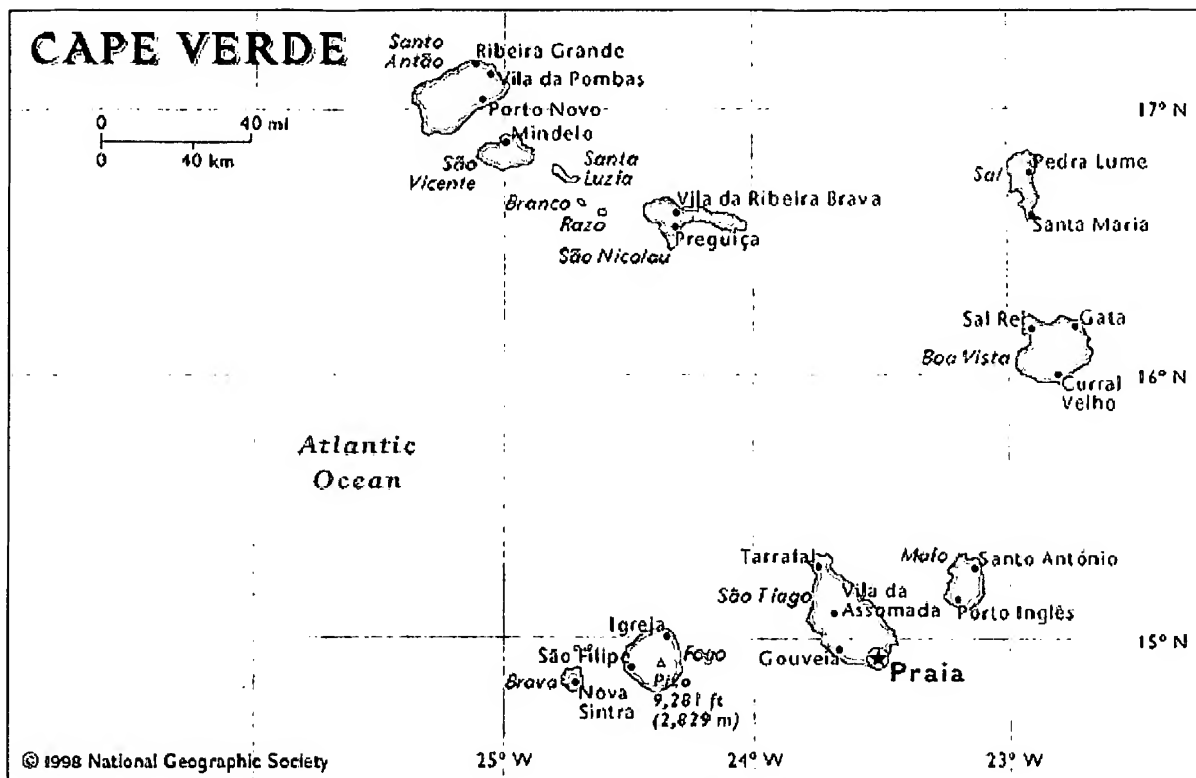 CAPE VERDE
Santo
Antão
Ribeira Grande
Vila da Pombas
Porto Novo
0 40 mi
0 40 km
17° N
Mindelo
São
Vicente
Santa
Luzia
Branco
Razo
Vila da Ribeira Brava
Preguiça
São Nicolau
Sal
Pedra Lume
Santa Maria
Sal Rei
Gata
Boa Vista
Curral
Velho
16° N
Atlantic
Ocean
Tarrafal
Maio
Santo António
São Tiago
Vila da
Assomada
Porto Inglês
Igreja
São Filipe
Fogo
Gouveia
Praia
15° N
Brava
Nova
Sintra
Pico
9,281 ft
(2,829 m)
© 1998 National Geographic Society
25° W
24° W
23° W